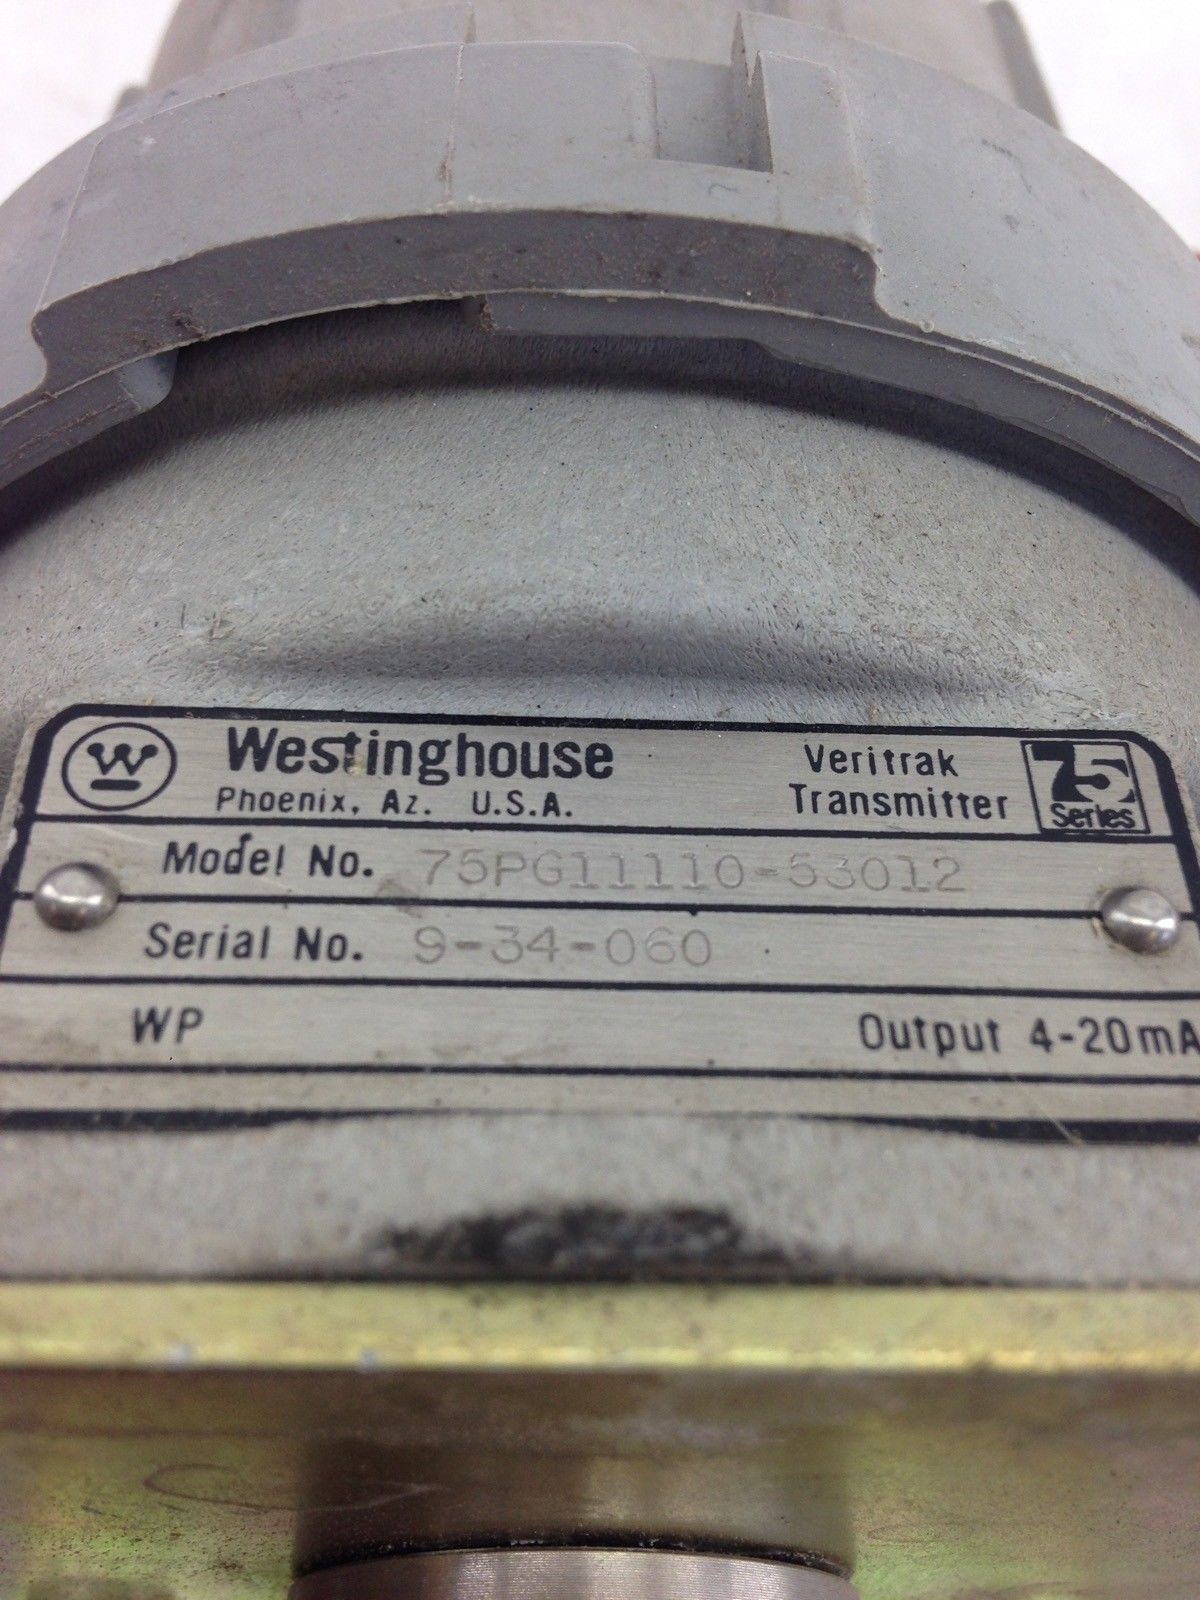 W Westinghouse
Phoenix, Az. U.S.A.
Veritrak
Transmitter
75
Series
Model No. 75PG11110-53012
Serial No. 9-34-060
WP Output 4-20mA